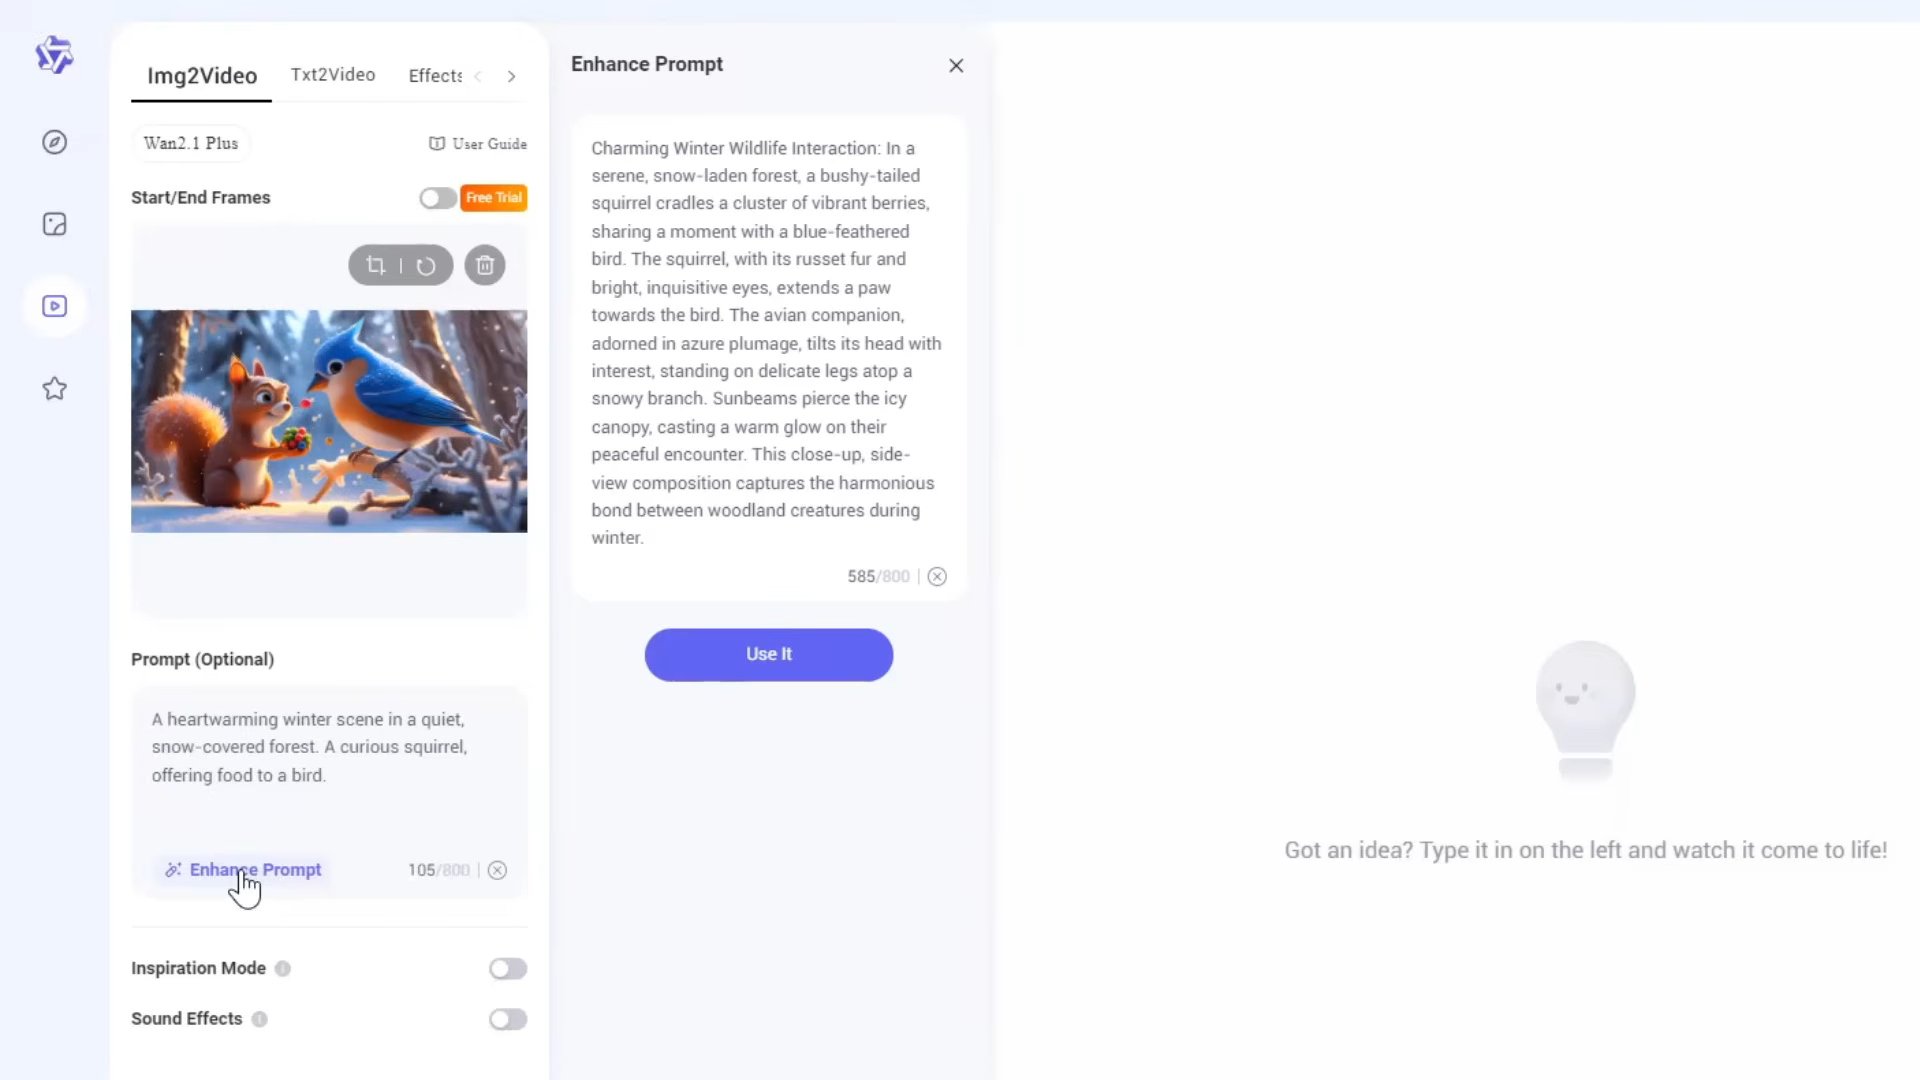 Img2Video
Txt2Video
Effects
Wan2.1 Plus
User Guide
Start/End Frames
Free Trial
Prompt (Optional)
A heartwarming winter scene in a quiet,
snow-covered forest. A curious squirrel,
offering food to a bird.
Enhance Prompt
105/800
Inspiration Mode
Sound Effects
Enhance Prompt
Charming Winter Wildlife Interaction: In a
serene, snow-laden forest, a bushy-tailed
squirrel cradles a cluster of vibrant berries,
sharing a moment with a blue-feathered
bird. The squirrel, with its russet fur and
bright, inquisitive eyes, extends a paw
towards the bird. The avian companion,
adorned in azure plumage, tilts its head with
interest, standing on delicate legs atop a
snowy branch. Sunbeams pierce the icy
canopy, casting a warm glow on their
peaceful encounter. This close-up, side-
view composition captures the harmonious
bond between woodland creatures during
winter.
585/800
Use It
Got an idea? Type it in on the left and watch it come to life!